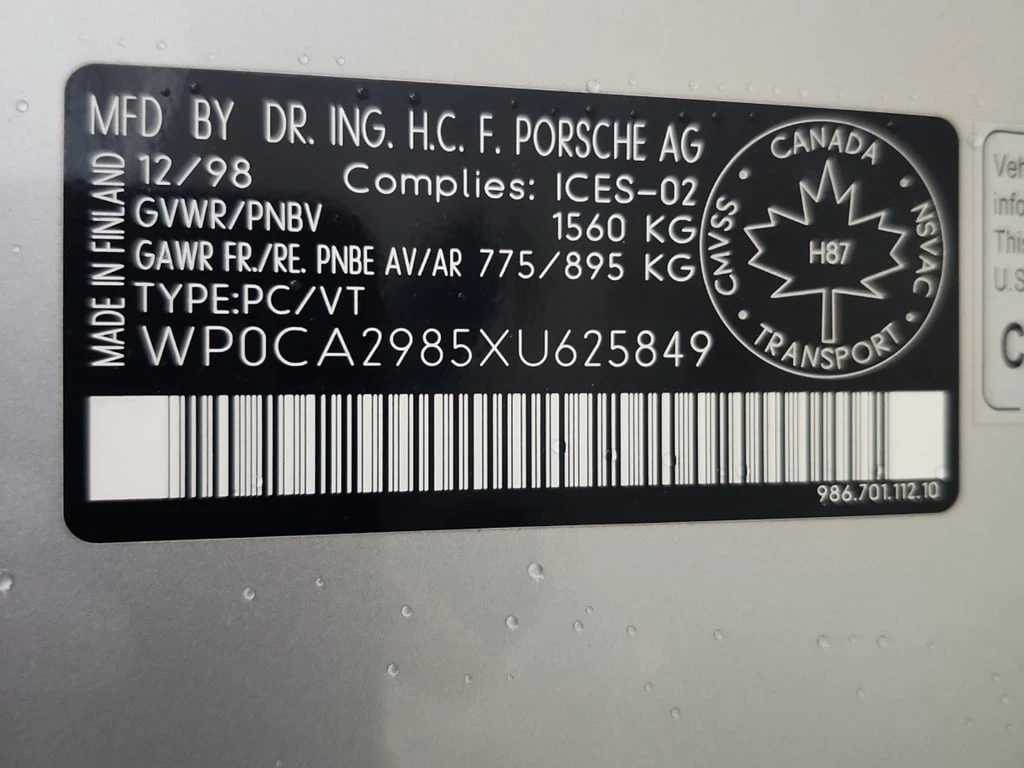 MFD BY DR. ING. H.C. F. PORSCHE AG
MADE IN FINLAND
12/98 Complies: ICES-02
GVWR/PNBV 1560 KG
GAWR FR./RE. PNBE AV/AR 775/895 KG
TYPE:PC/VT
WP0CA2985XU625849
CANADA
CMVSS
NSVAC
H87
TRANSPORT
986.701.112.10
This
U.S